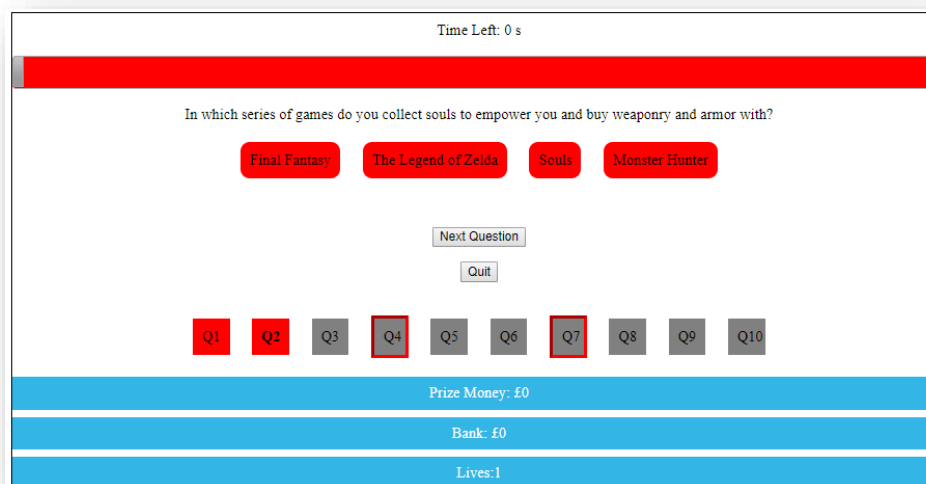 Time Left: 0 s
In which series of games do you collect souls to empower you and buy weaponry and armor with?
Final Fantasy The Legend of Zelda Souls Monster Hunter
Next Question
Quit
Q1 Q2 Q3 Q4 Q5 Q6 Q7 Q8 Q9 Q10
Prize Money: £0
Bank: £0
Lives:1